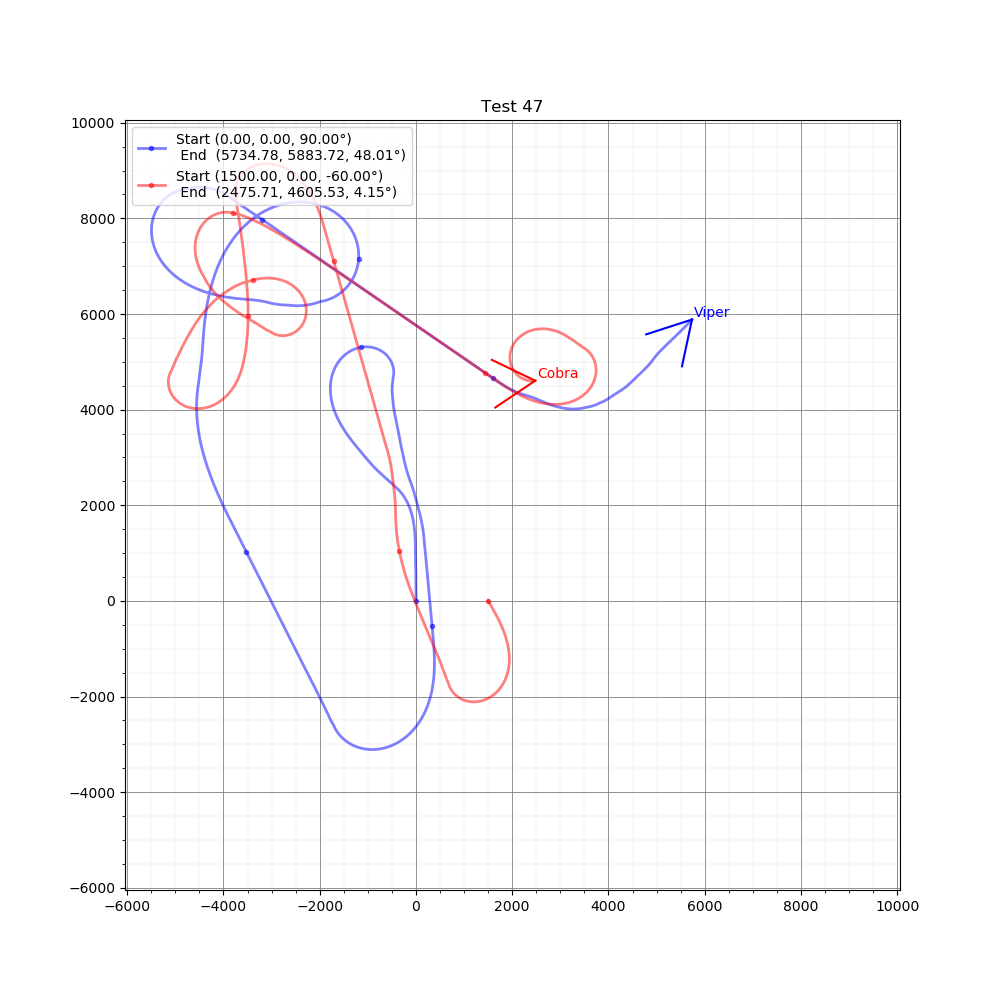 Test 47
Start (0.00, 0.00, 90.00°)
End  (5734.78, 5883.72, 48.01°)
Start (1500.00, 0.00, -60.00°)
End  (2475.71, 4605.53, 4.15°)
10000
8000
6000
4000
2000
0
−2000
−4000
−6000
Viper
Cobra
−6000 −4000 −2000 0 2000 4000 6000 8000 10000